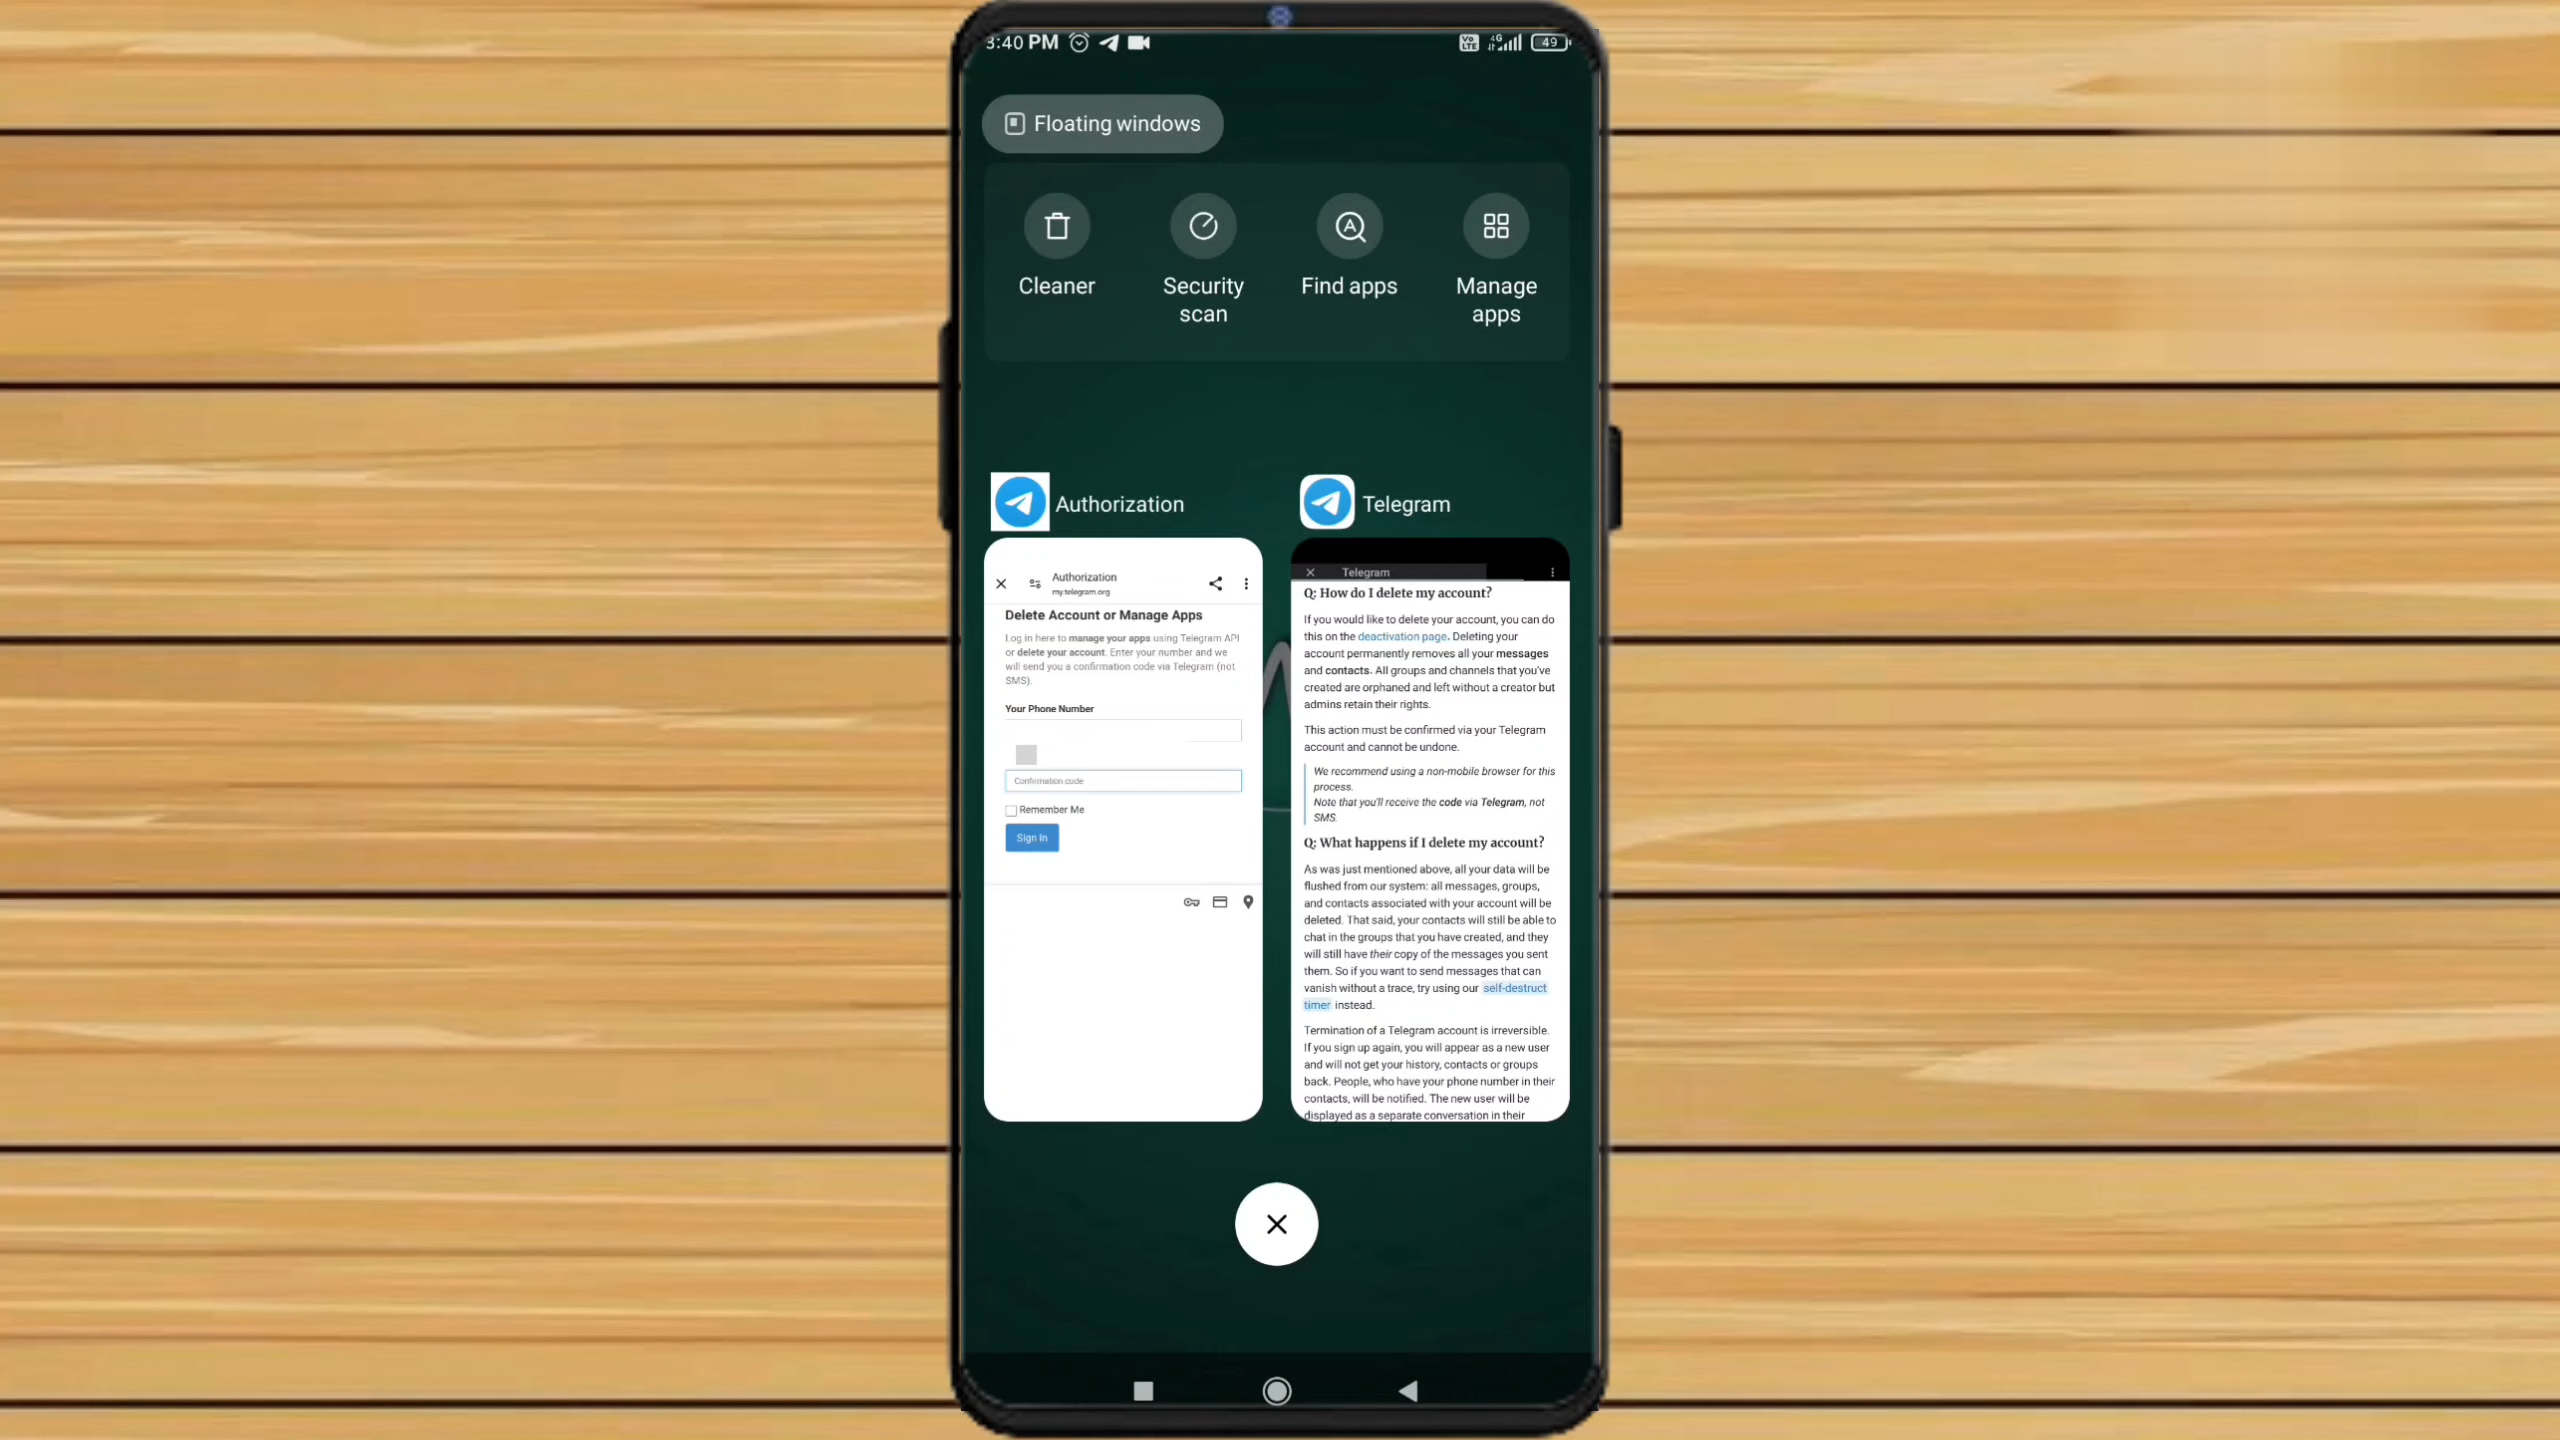 3:40 PM
49
Floating windows
Cleaner
Security
scan
Find apps
Manage
apps
Authorization
Authorization
my.telegram.org
Delete Account or Manage Apps
Log in here to manage your apps using Telegram API
or delete your account. Enter your number and we
will send you a confirmation code via Telegram (not
SMS).
Your Phone Number
Confirmation code
Remember Me
Sign In
Telegram
Telegram
Q: How do I delete my account?
If you would like to delete your account, you can do
this on the deactivation page. Deleting your
account permanently removes all your messages
and contacts. All groups and channels that you've
created are orphaned and left without a creator but
admins retain their rights.
This action must be confirmed via your Telegram
account and cannot be undone.
We recommend using a non-mobile browser for this
process.
Note that you'll receive the code via Telegram, not
SMS.
Q: What happens if I delete my account?
As was just mentioned above, all your data will be
flushed from our system: all messages, groups,
and contacts associated with your account will be
deleted. That said, your contacts will still be able to
chat in the groups that you have created, and they
will still have their copy of the messages you sent
them. So if you want to send messages that can
vanish without a trace, try using our self-destruct
timer instead.
Termination of a Telegram account is irreversible.
If you sign up again, you will appear as a new user
and will not get your history, contacts or groups
back. People, who have your phone number in their
contacts, will be notified. The new user will be
displayed as a separate conversation in their